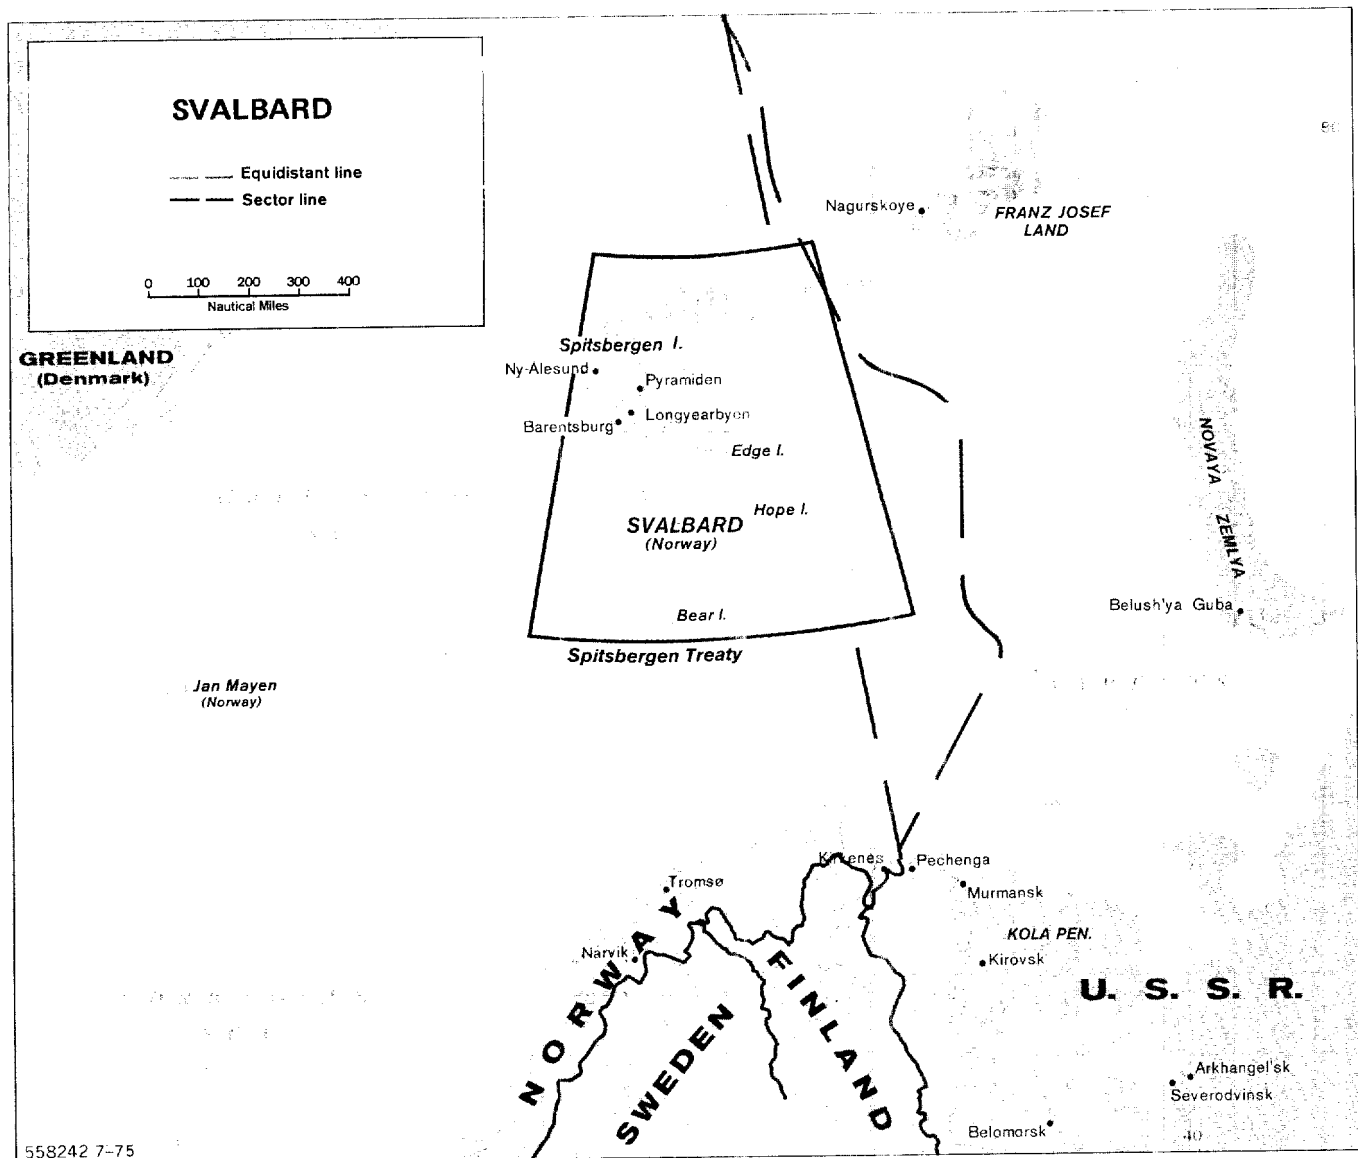 SVALBARD
Equidistant line
Sector line
0 100 200 300 400
Nautical Miles
GREENLAND
(Denmark)
Nagurskoye
FRANZ JOSEF
LAND
Spitsbergen I.
Ny-Alesund
Pyramiden
Longyearbyen
Barentsburg
Edge I.
Hope I.
SVALBARD
(Norway)
NOVAYA
ZEMLYA
Belush'ya Guba
Bear I.
Spitsbergen Treaty
Jan Mayen
(Norway)
Pechenga
Tromsø
Murmansk
KOLA PEN.
Narvik
Kirovsk
NORWAY
SWEDEN
FINLAND
U. S. S. R.
Arkhangel'sk
Severodvinsk
Belomorsk
40
558242 7-75